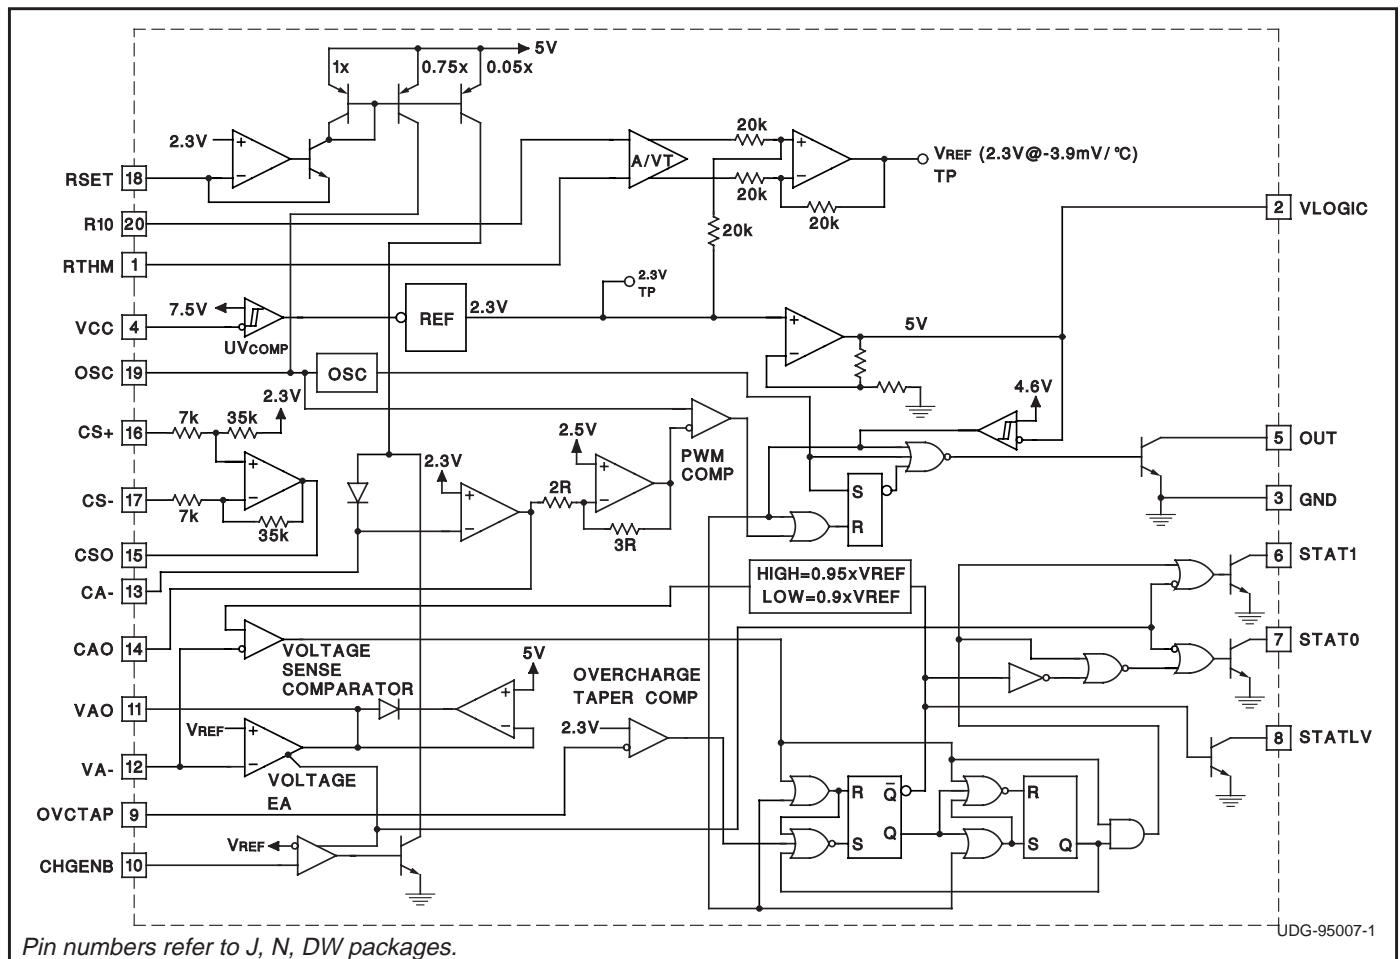 5V
1x
0.75x
0.05x
2.3V
RSET 18
R10 20
RTHM 1
A/VT
20k
20k
20k
20k
VREF (2.3V@-3.9mV/°C)
TP
2 VLOGIC
7.5V
VCC 4
UVCOMP
REF
2.3V
2.3V
TP
5V
OSC 19
OSC
4.6V
CS+ 16
7k
35k
2.3V
CS- 17
7k
35k
CSO 15
CA- 13
CAO 14
2.3V
2R
2.5V
3R
PWM
COMP
S
R
5 OUT
3 GND
6 STAT1
7 STAT0
8 STATLV
HIGH=0.95xVREF
LOW=0.9xVREF
VOLTAGE
SENSE
COMPARATOR
5V
OVERCHARGE
TAPER COMP
2.3V
VAO 11
VREF
VA- 12
VOLTAGE
EA
OVCTAP 9
VREF
CHGENB 10
R
Q̅
S
Q
R
S
Q
UDG-95007-1
Pin numbers refer to J, N, DW packages.